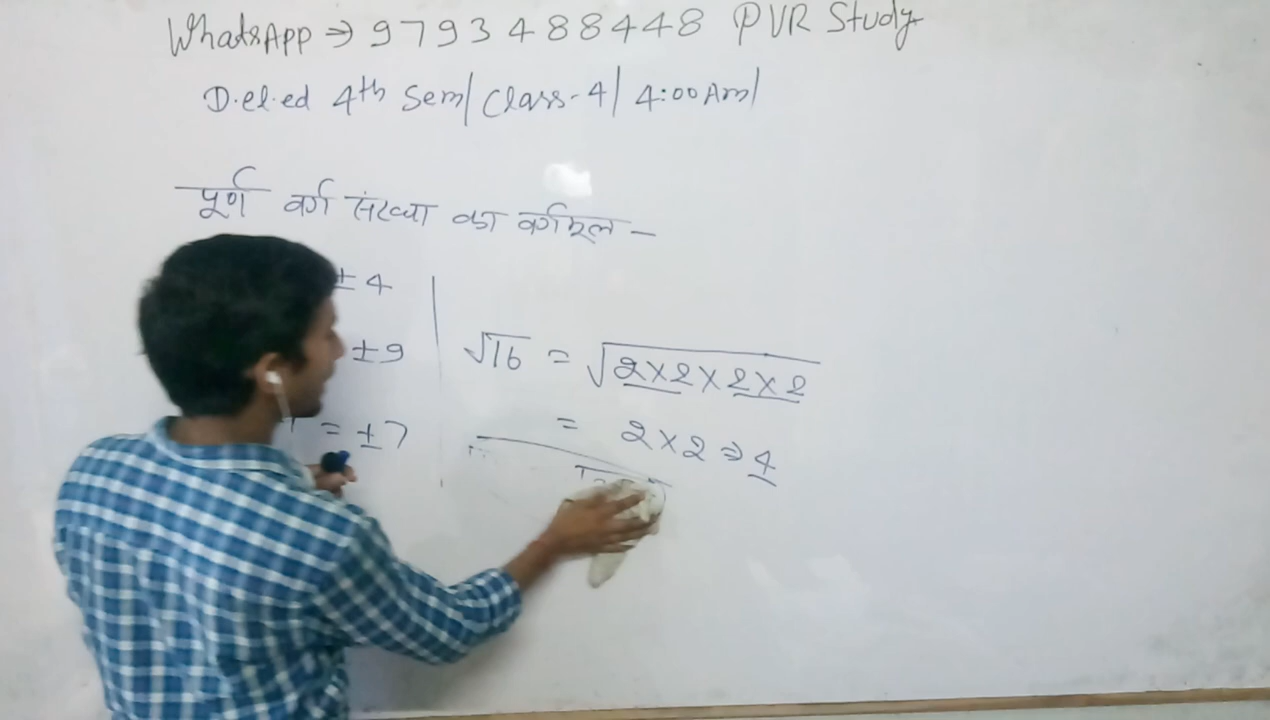 WhatsApp ⇒ 9793488448 PVR Study
D.el.ed 4th Sem/ Class-4/ 4:00 Am/
पूर्ण वर्ग संख्या का वर्गमूल –
± 4
±9
= ±7
√16 = √2×2×2×2
= 2×2 ⇒ 4